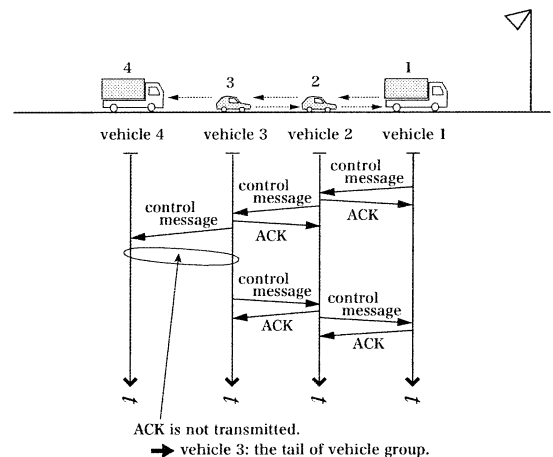 4
3
2
1
vehicle 4
vehicle 3
vehicle 2
vehicle 1
control
message
ACK
control
message
ACK
control
message
ACK
control
message
ACK
control
message
ACK
t
t
t
t
ACK is not transmitted.
vehicle 3: the tail of vehicle group.